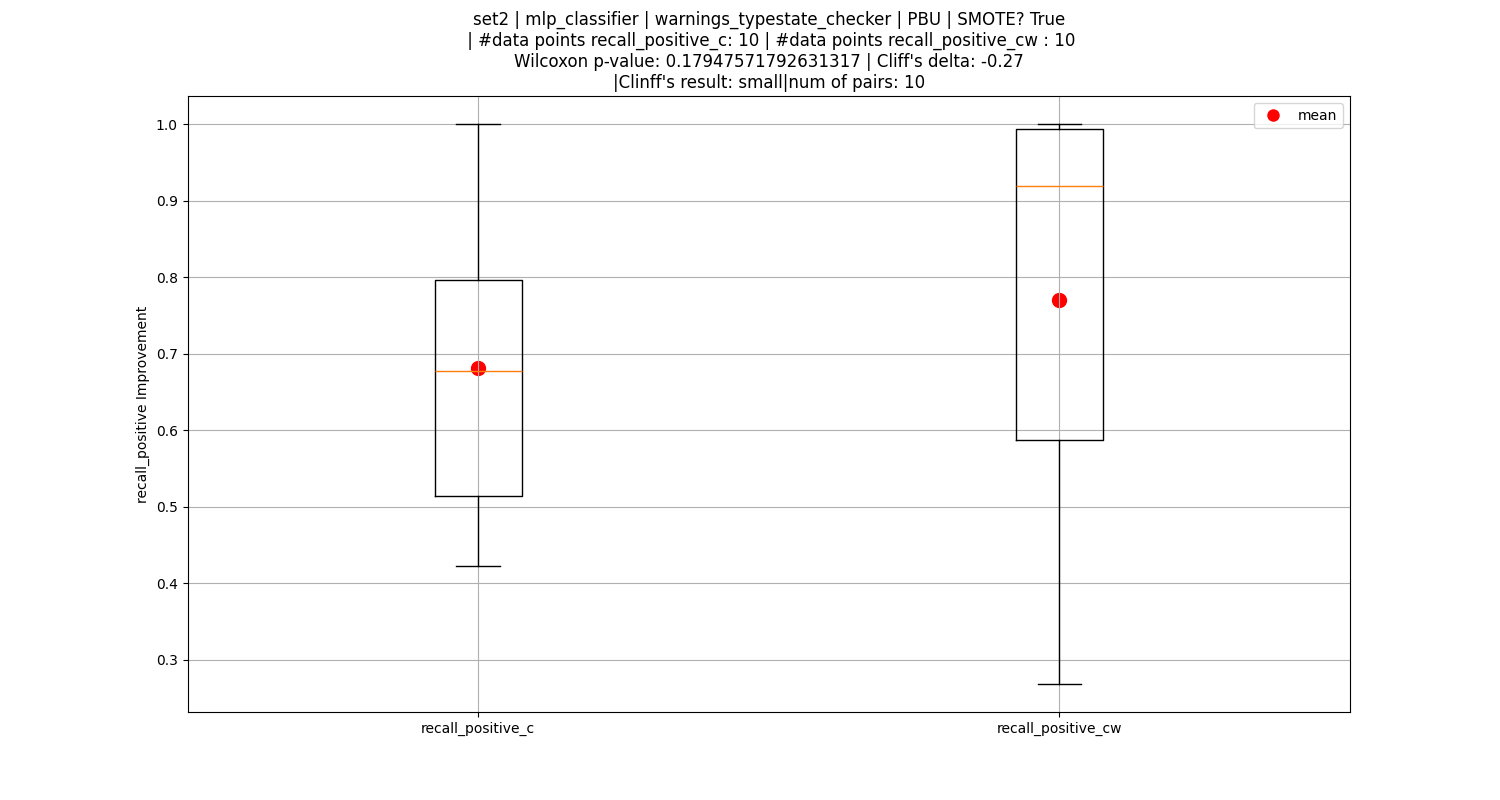 set2 | mlp_classifier | warnings_typestate_checker | PBU | SMOTE? True
| #data points recall_positive_c: 10 | #data points recall_positive_cw : 10
Wilcoxon p-value: 0.17947571792631317 | Cliff's delta: -0.27
|Clinff's result: small|num of pairs: 10
mean
1.0
0.9
0.8
0.7
0.6
0.5
0.4
0.3
recall_positive Improvement
recall_positive_c
recall_positive_cw